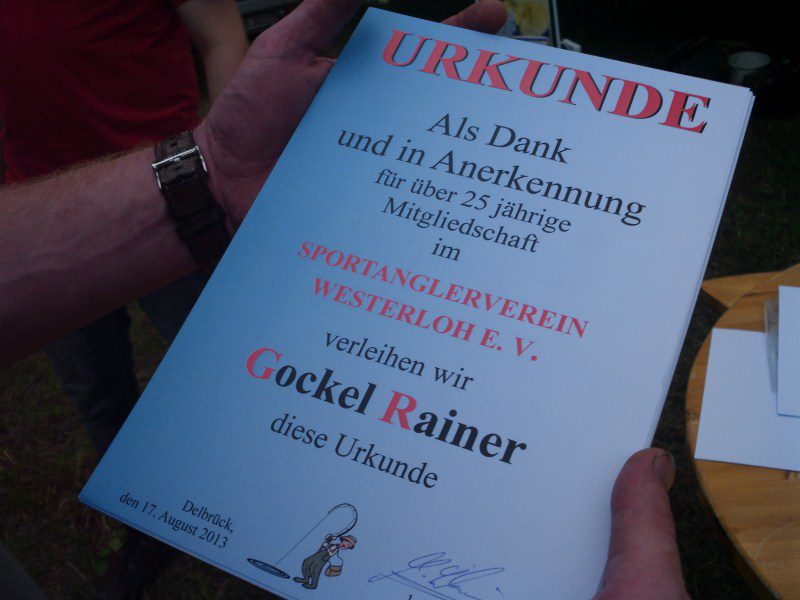 URKUNDE
Als Dank
und in Anerkennung
für über 25 jährige
Mitgliedschaft
im
SPORTANGLERVEREIN
WESTERLOH E. V.
verleihen wir
Gockel Rainer
diese Urkunde
Delbrück,
den 17. August 2013